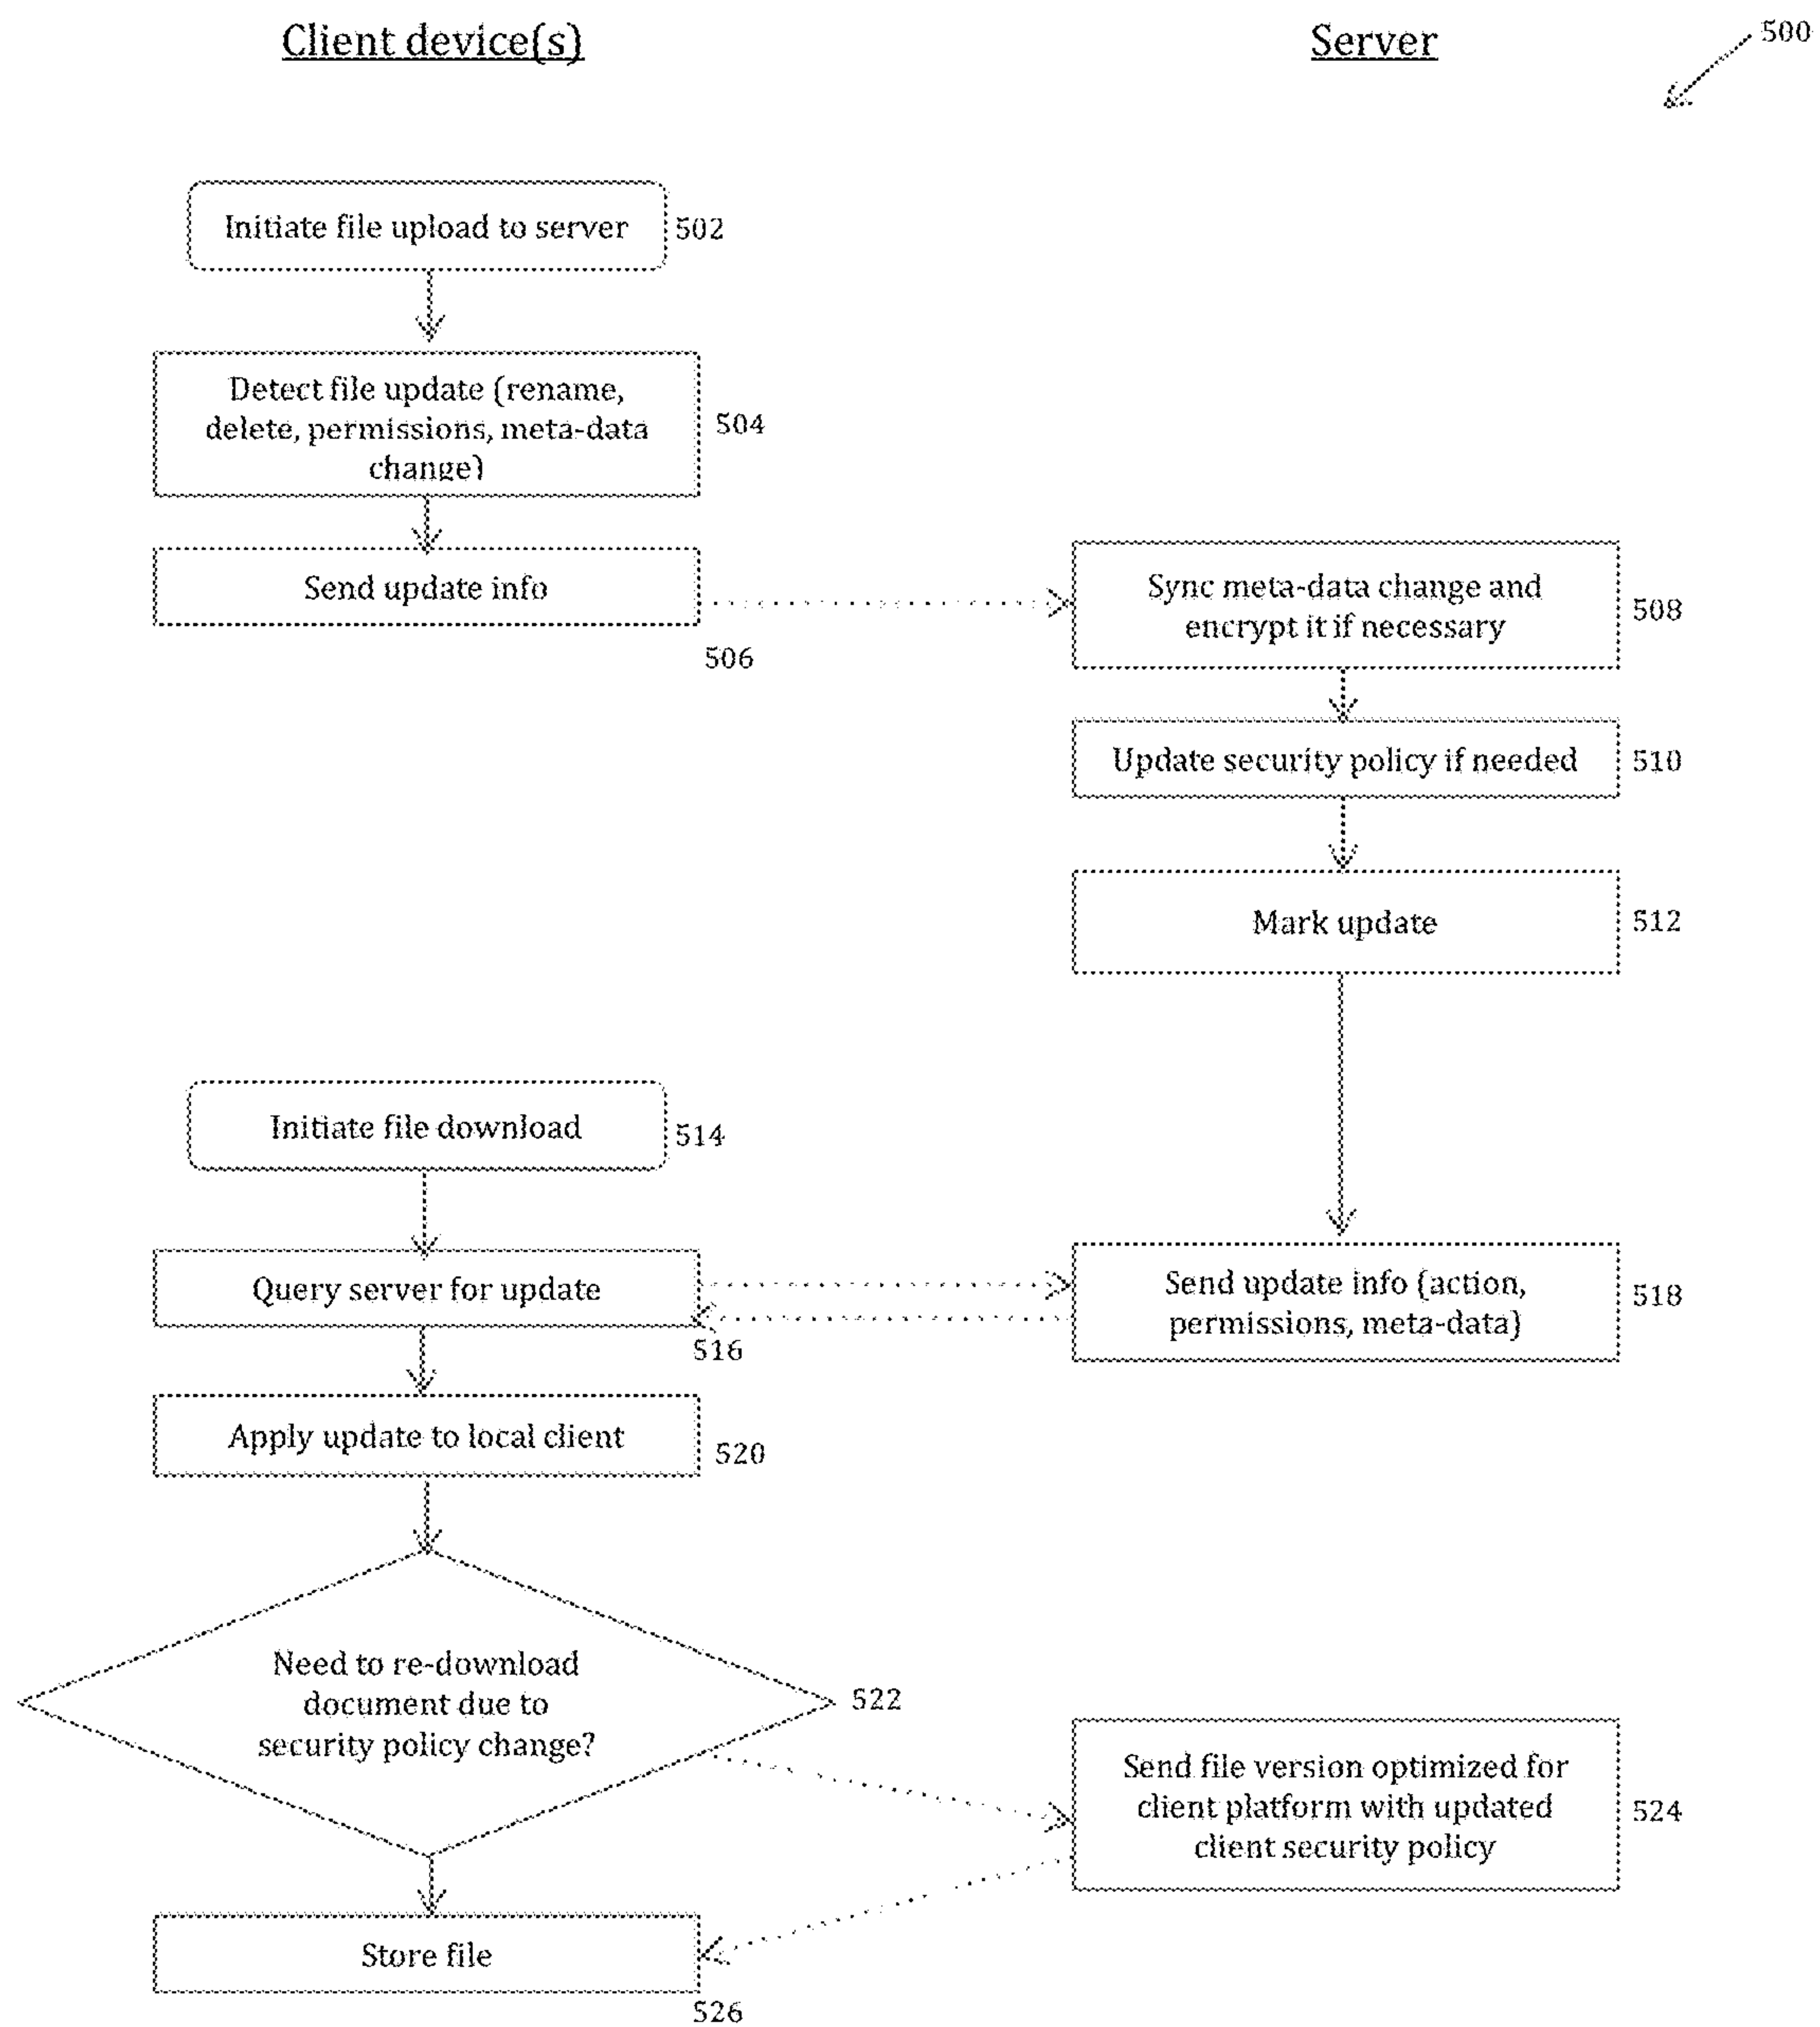 Client device(s)
Server
500
Initiate file upload to server
502
Detect file update (rename,
delete, permissions, meta-data
change)
504
Send update info
506
Sync meta-data change and
encrypt it if necessary
508
Update security policy if needed
510
Mark update
512
Initiate file download
514
Query server for update
516
Send update info (action,
permissions, meta-data)
518
Apply update to local client
520
Need to re-download
document due to
security policy change?
522
Send file version optimized for
client platform with updated
client security policy
524
Store file
526